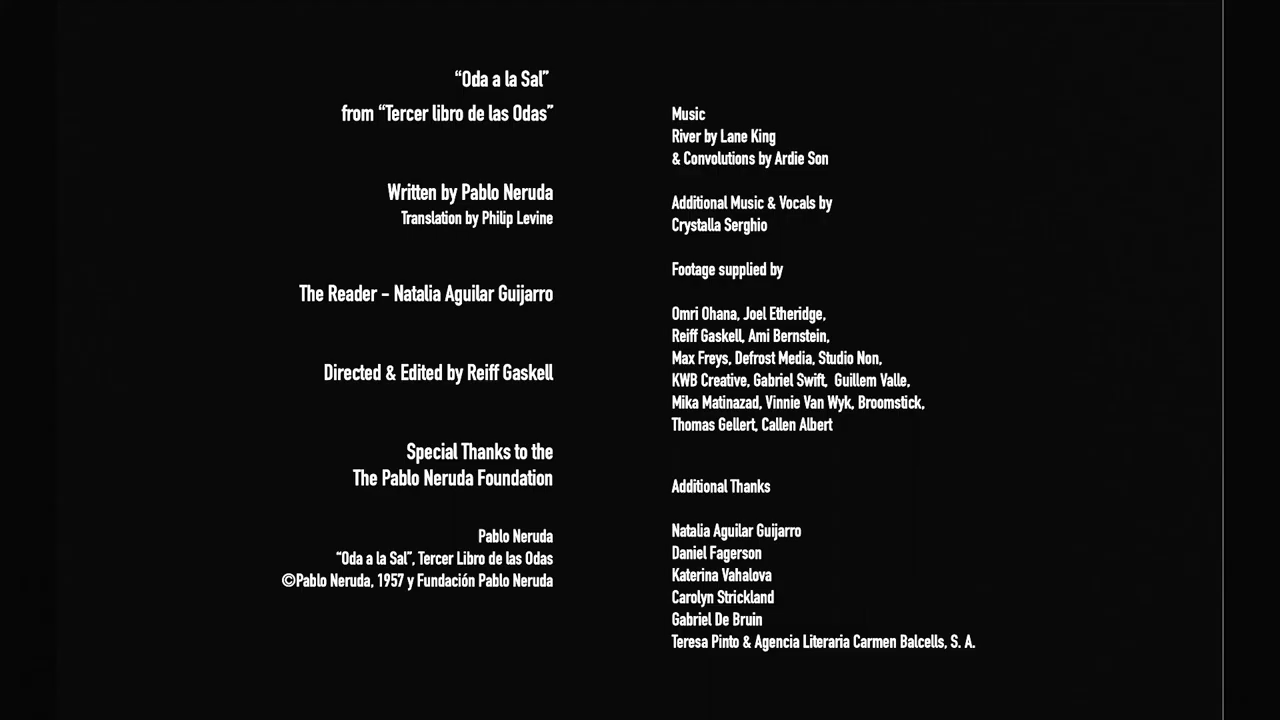 “Oda a la Sal”
from “Tercer libro de las Odas”
Written by Pablo Neruda
Translation by Philip Levine
The Reader - Natalia Aguilar Guijarro
Directed & Edited by Reiff Gaskell
Special Thanks to the
The Pablo Neruda Foundation
Pablo Neruda
“Oda a la Sal”, Tercer Libro de las Odas
©Pablo Neruda, 1957 y Fundación Pablo Neruda
Music
River by Lane King
& Convolutions by Ardie Son
Additional Music & Vocals by
Crystalla Serghio
Footage supplied by
Omri Ohana, Joel Etheridge,
Reiff Gaskell, Ami Bernstein,
Max Freys, Defrost Media, Studio Non,
KWB Creative, Gabriel Swift, Guillem Valle,
Mika Matinazad, Vinnie Van Wyk, Broomstick,
Thomas Gellert, Callen Albert
Additional Thanks
Natalia Aguilar Guijarro
Daniel Fagerson
Katerina Vahalova
Carolyn Strickland
Gabriel De Bruin
Teresa Pinto & Agencia Literaria Carmen Balcells, S. A.